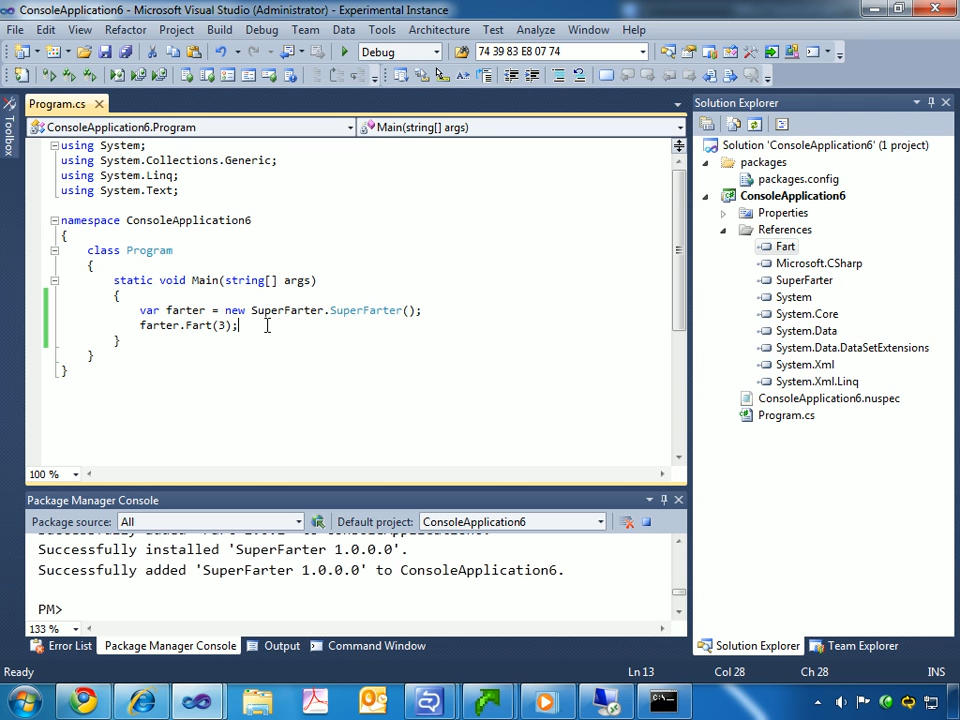 ConsoleApplication6 - Microsoft Visual Studio (Administrator) - Experimental Instance
File Edit View Refactor Project Build Debug Team Data Tools Architecture Test Analyze Window Help
Debug 74 39 83 E8 07 74
Toolbox
Program.cs
ConsoleApplication6.Program Main(string[] args)
using System;
using System.Collections.Generic;
using System.Linq;
using System.Text;
namespace ConsoleApplication6
{
class Program
{
static void Main(string[] args)
{
var farter = new SuperFarter.SuperFarter();
farter.Fart(3);
}
}
}
100 %
Package Manager Console
Package source: All Default project: ConsoleApplication6
Successfully installed 'SuperFarter 1.0.0.0'.
Successfully added 'SuperFarter 1.0.0.0' to ConsoleApplication6.
PM>
133 %
Error List Package Manager Console Output Command Window
Solution Explorer
Solution 'ConsoleApplication6' (1 project)
packages
packages.config
ConsoleApplication6
Properties
References
Fart
Microsoft.CSharp
SuperFarter
System
System.Core
System.Data
System.Data.DataSetExtensions
System.Xml
System.Xml.Linq
ConsoleApplication6.nuspec
Program.cs
Solution Explorer Team Explorer
Ready Ln 13 Col 28 Ch 28 INS